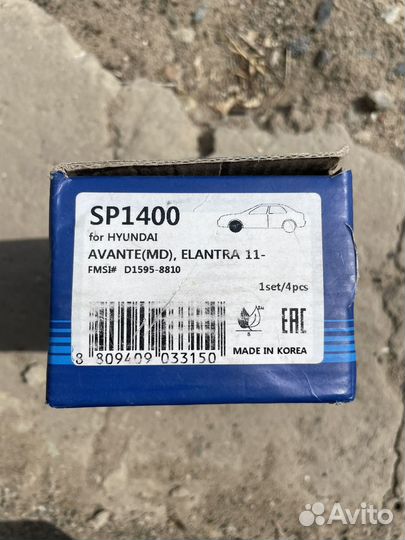 SP1400
for HYUNDAI
AVANTE(MD), ELANTRA 11-
FMSI# D1595-8810
1set/4pcs
EAC
MADE IN KOREA
8 809409 033150
Avito